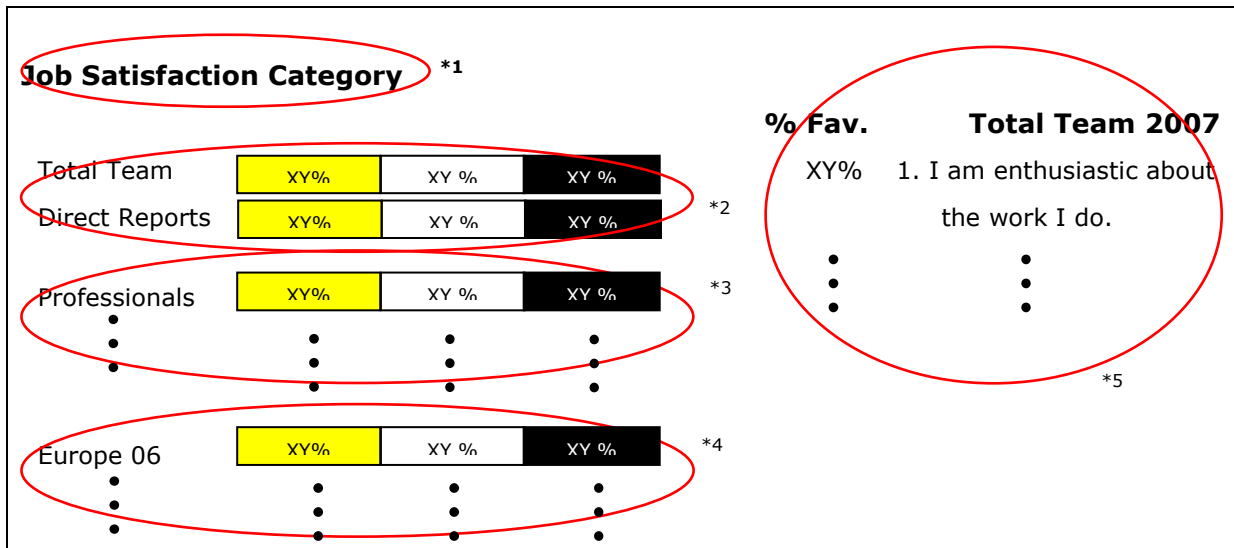 Job Satisfaction Category *1
% Fav. Total Team 2007
Total Team XY% XY % XY %
XY% 1. I am enthusiastic about
the work I do.
Direct Reports XY% XY % XY %
*2
Professionals XY% XY % XY %
*3
*5
Europe 06 XY% XY % XY %
*4